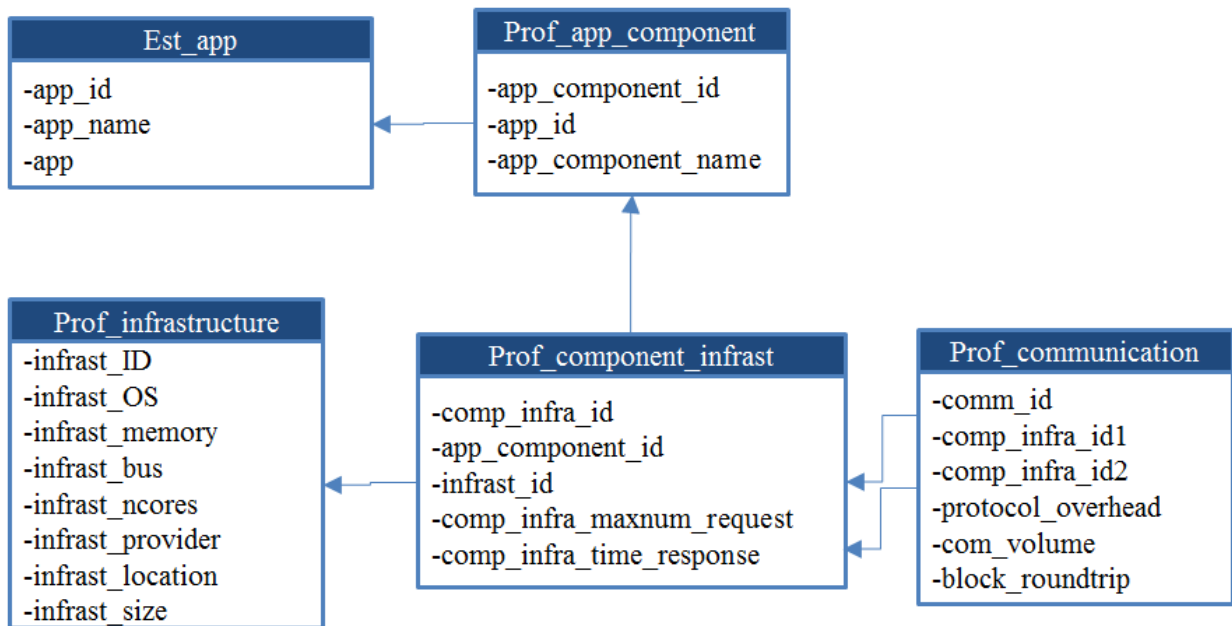 Est_app
-app_id
-app_name
-app
Prof_app_component
-app_component_id
-app_id
-app_component_name
Prof_infrastructure
-infrast_ID
-infrast_OS
-infrast_memory
-infrast_bus
-infrast_ncores
-infrast_provider
-infrast_location
-infrast_size
Prof_component_infrast
-comp_infra_id
-app_component_id
-infrast_id
-comp_infra_maxnum_request
-comp_infra_time_response
Prof_communication
-comm_id
-comp_infra_id1
-comp_infra_id2
-protocol_overhead
-com_volume
-block_roundtrip